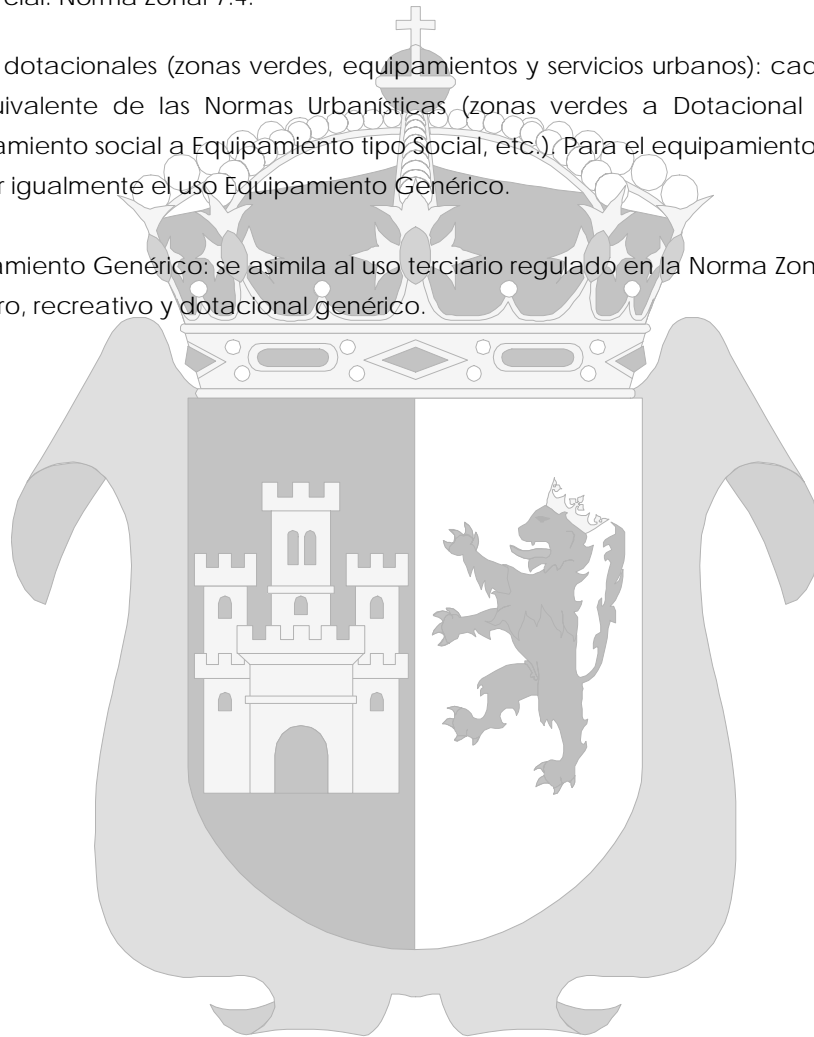 cial: Norma Zonal 7.4.
dotacionales (zonas verdes, equipamientos y servicios urbanos): cad
uivalente de las Normas Urbanísticas (zonas verdes a Dotacional
amiento social a Equipamiento tipo Social, etc.). Para el equipamiento
r igualmente el uso Equipamiento Genérico.
amiento Genérico: se asimila al uso terciario regulado en la Norma Zon
ro, recreativo y dotacional genérico.